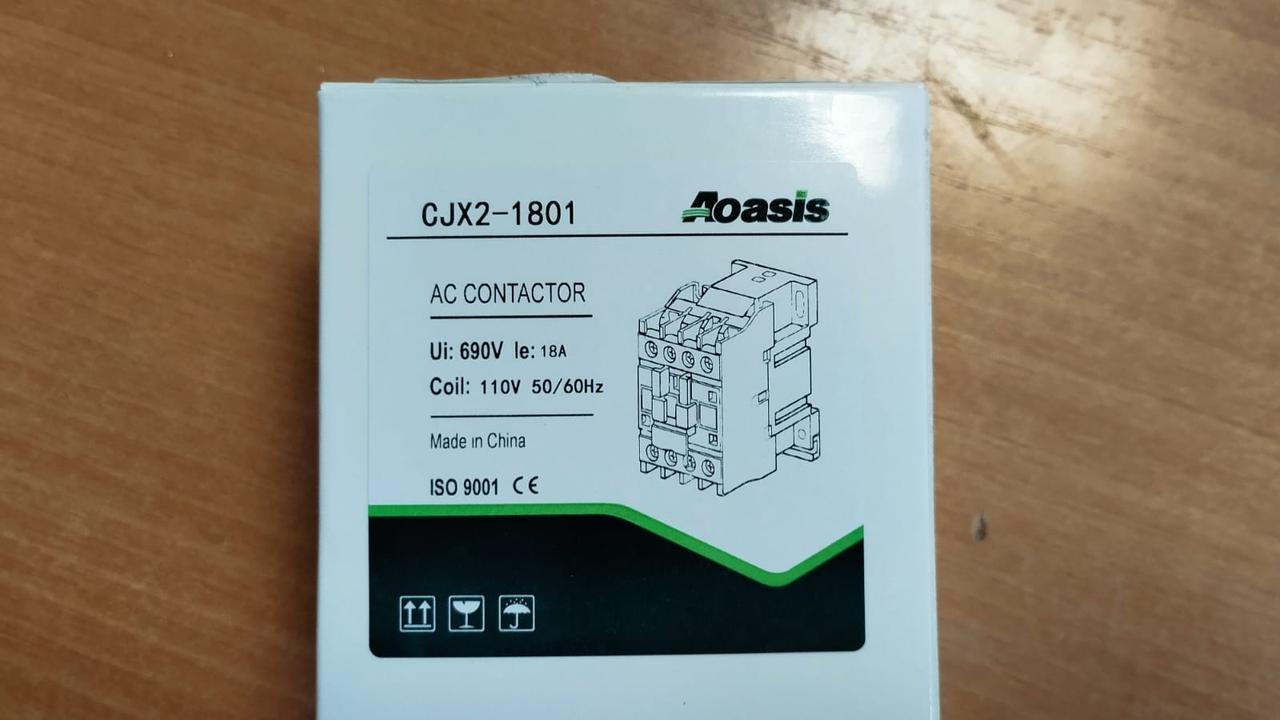 CJX2-1801 Aoasis
AC CONTACTOR
Ui: 690V Ie: 18A
Coil: 110V 50/60Hz
Made in China
ISO 9001 CE